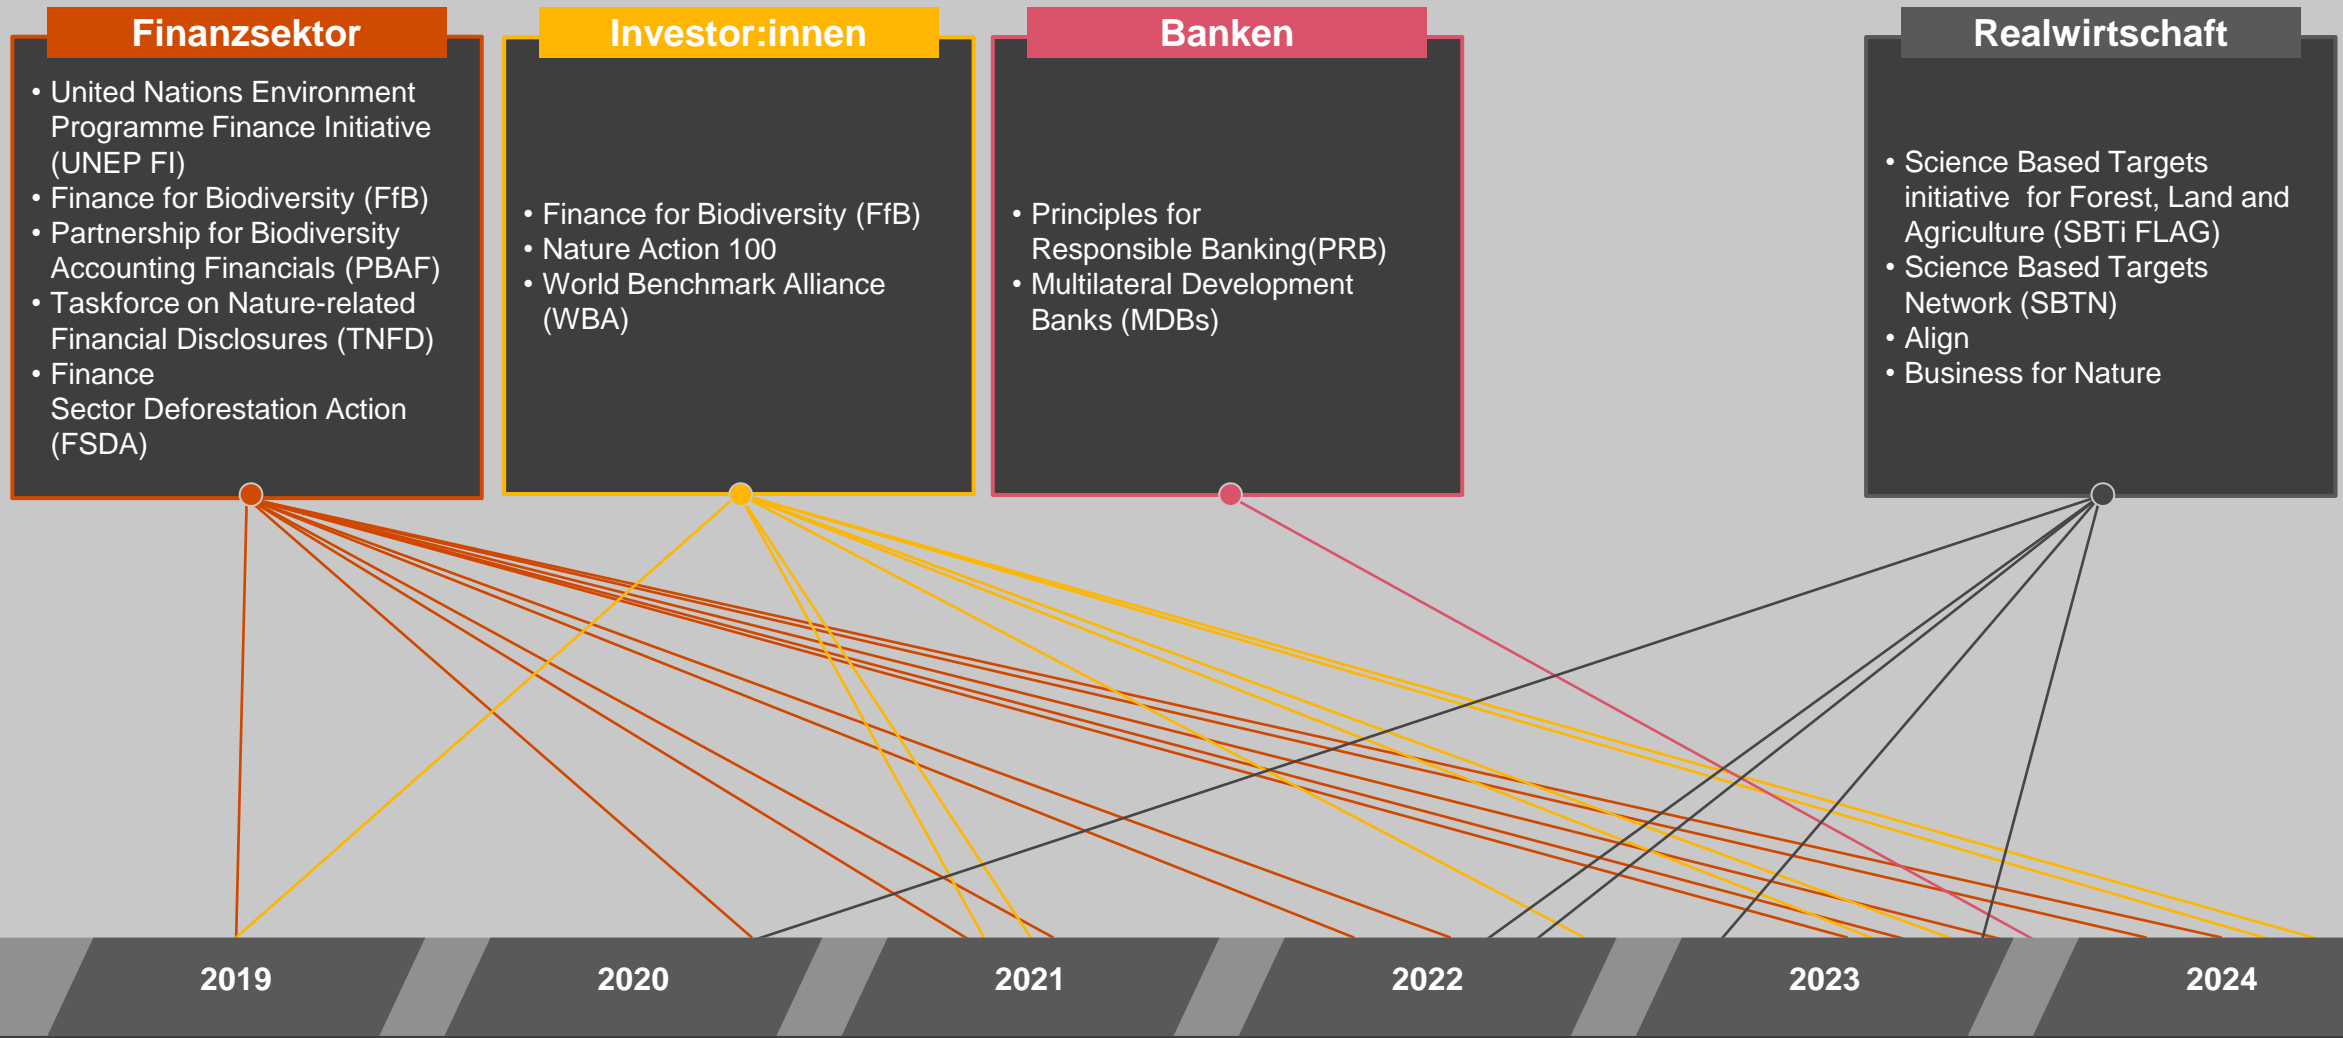 Finanzsektor
• United Nations Environment
Programme Finance Initiative
(UNEP FI)
• Finance for Biodiversity (FfB)
• Partnership for Biodiversity
Accounting Financials (PBAF)
• Taskforce on Nature-related
Financial Disclosures (TNFD)
• Finance
Sector Deforestation Action
(FSDA)
Investor:innen
• Finance for Biodiversity (FfB)
• Nature Action 100
• World Benchmark Alliance
(WBA)
Banken
• Principles for
Responsible Banking(PRB)
• Multilateral Development
Banks (MDBs)
Realwirtschaft
• Science Based Targets
initiative  for Forest, Land and
Agriculture (SBTi FLAG)
• Science Based Targets
Network (SBTN)
• Align
• Business for Nature
2019
2020
2021
2022
2023
2024